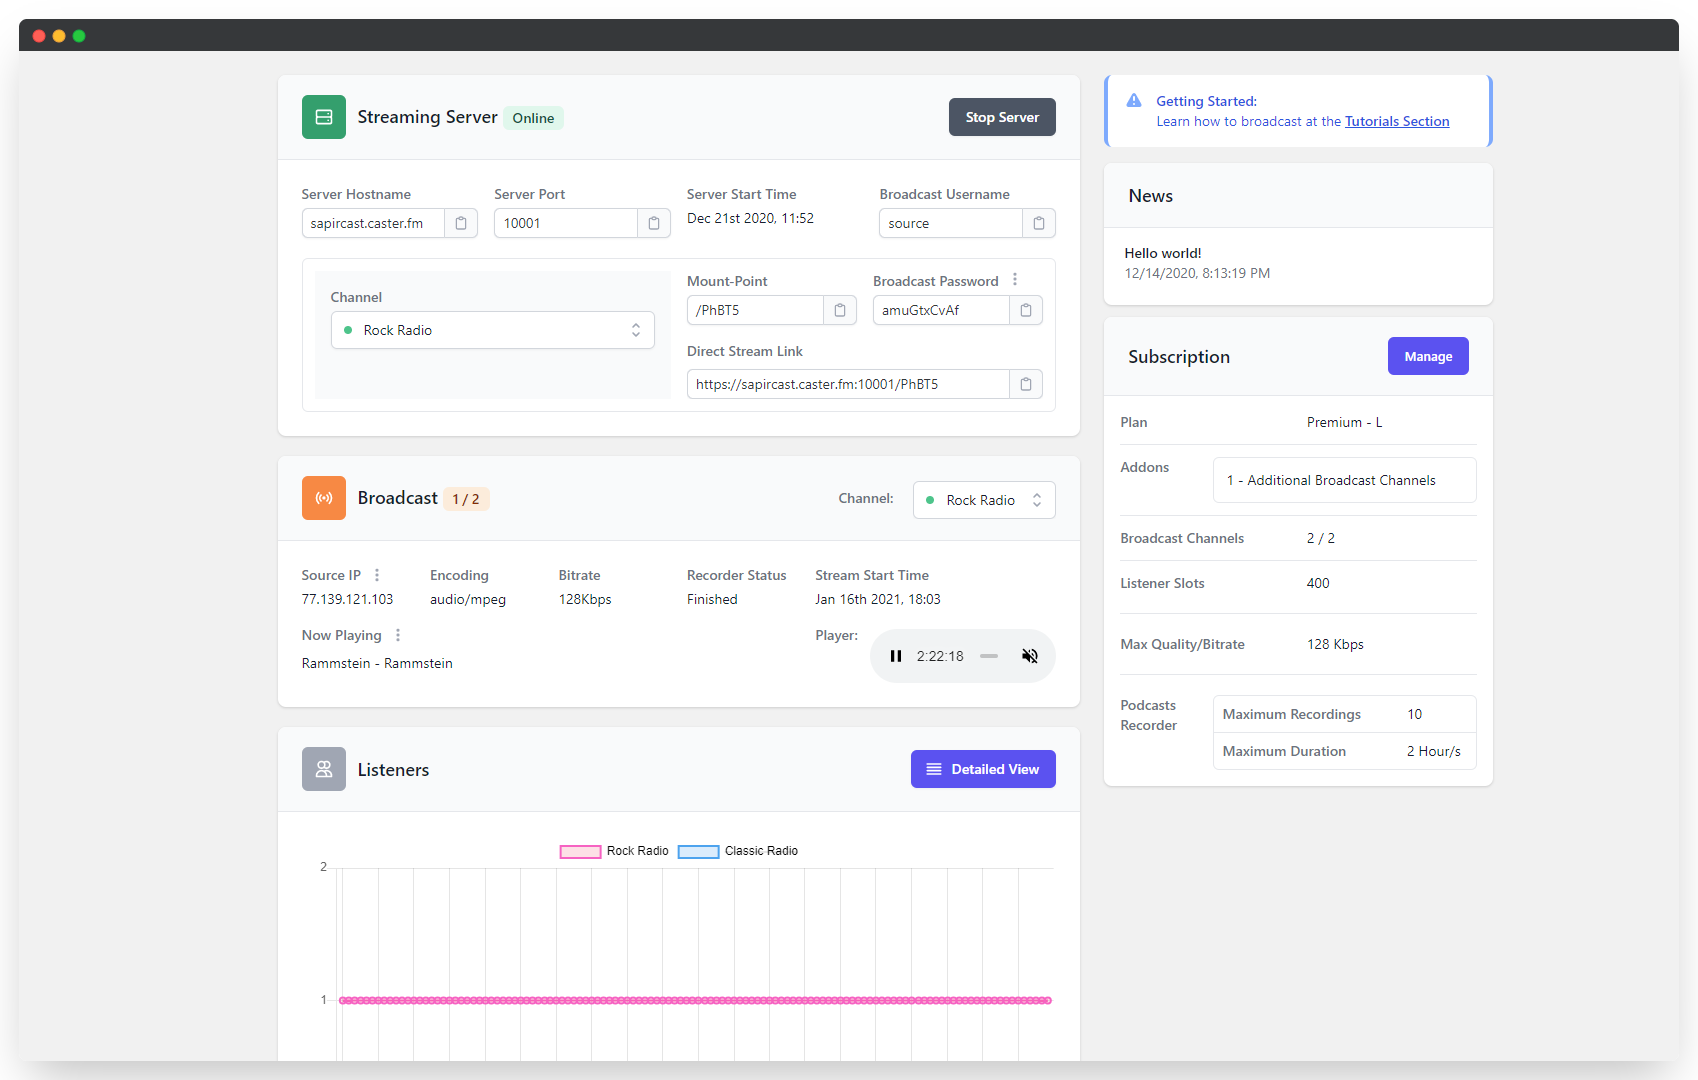 Streaming Server Online
Stop Server
Server Hostname
Server Port
Server Start Time
Broadcast Username
sapircast.caster.fm
10001
Dec 21st 2020, 11:52
source
Channel
Rock Radio
Mount-Point
Broadcast Password
/PhBT5
amuGtxCvAf
Direct Stream Link
https://sapircast.caster.fm:10001/PhBT5
Broadcast 1 / 2
Channel:
Rock Radio
Source IP
Encoding
Bitrate
Recorder Status
Stream Start Time
77.139.121.103
audio/mpeg
128Kbps
Finished
Jan 16th 2021, 18:03
Now Playing
Player:
Rammstein - Rammstein
2:22:18
Listeners
Detailed View
Rock Radio
Classic Radio
2
1
Getting Started:
Learn how to broadcast at the Tutorials Section
News
Hello world!
12/14/2020, 8:13:19 PM
Subscription
Manage
Plan
Premium - L
Addons
1 - Additional Broadcast Channels
Broadcast Channels
2 / 2
Listener Slots
400
Max Quality/Bitrate
128 Kbps
Podcasts
Recorder
Maximum Recordings
10
Maximum Duration
2 Hour/s